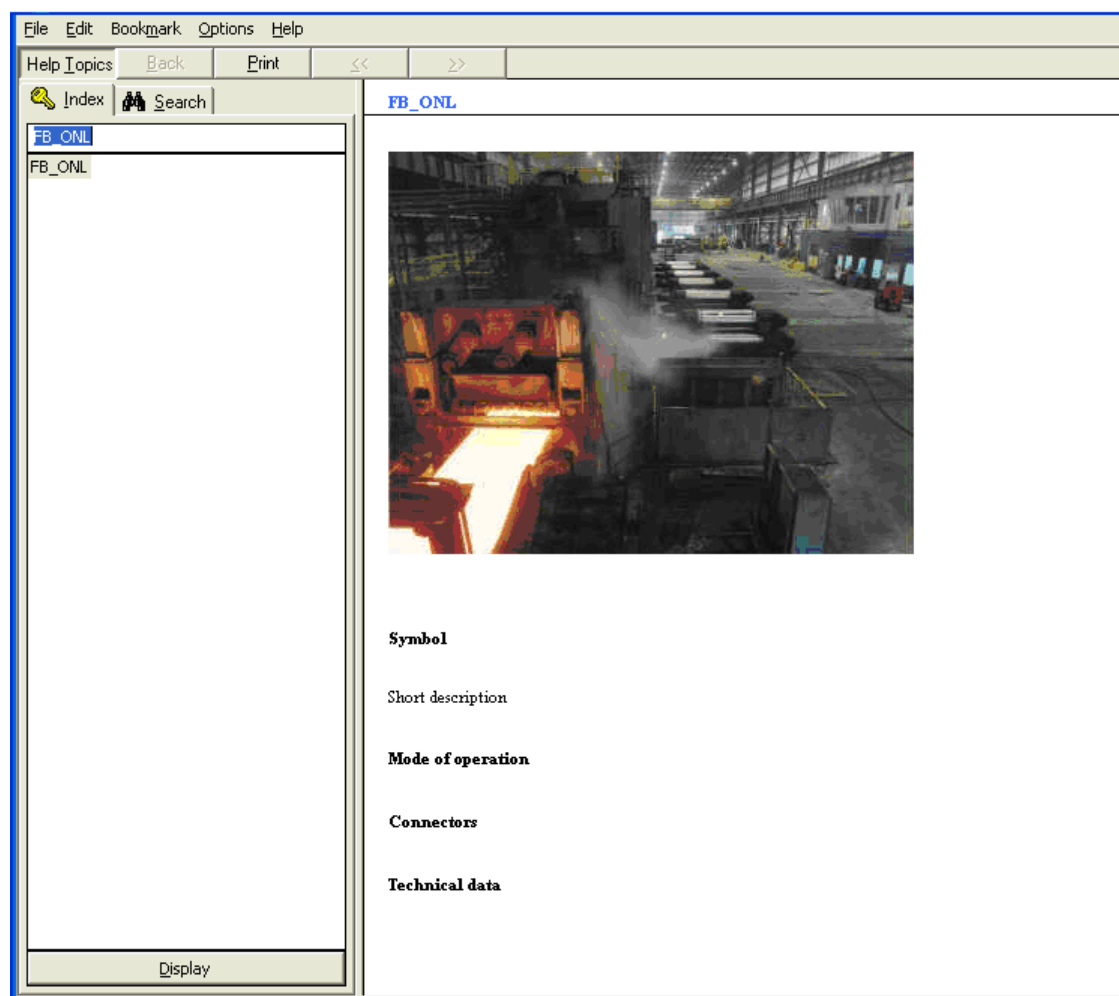 File Edit Bookmark Options Help
Help Topics Back Print << >>
Index Search
FB_ONL
FB_ONL
Display
FB_ONL
Symbol
Short description
Mode of operation
Connectors
Technical data